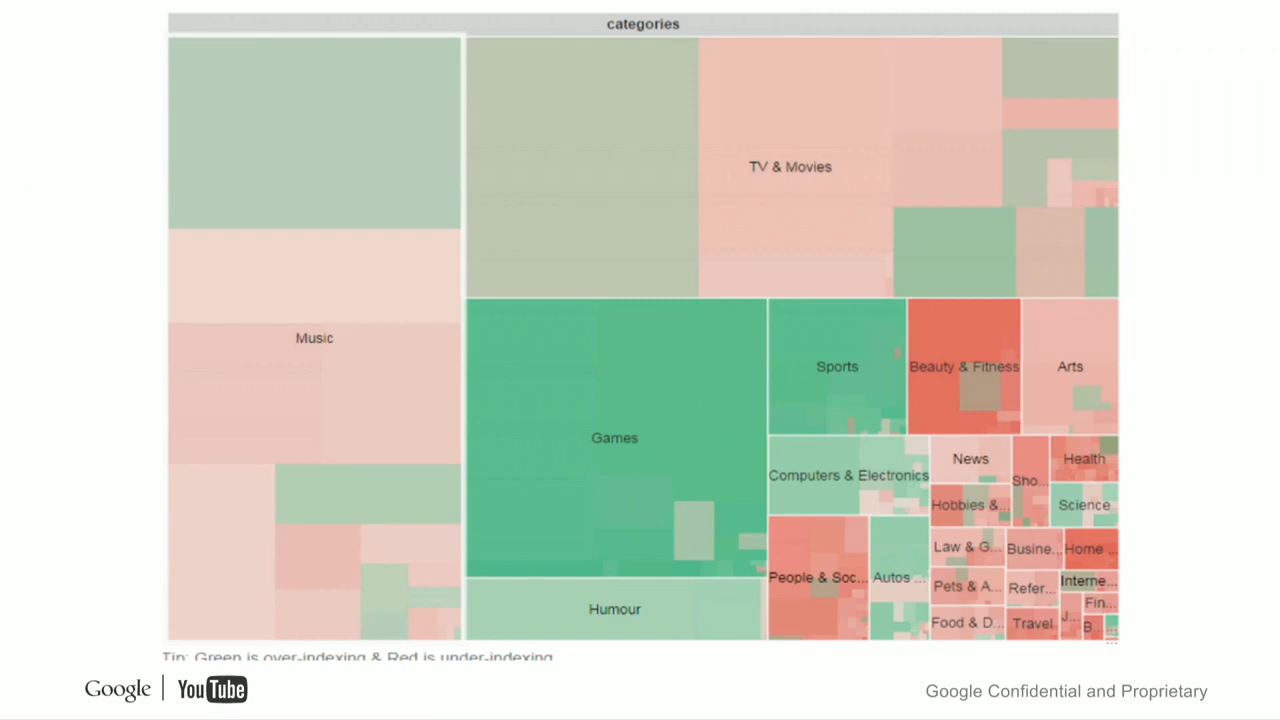 categories
TV & Movies
Music
Sports
Beauty & Fitness
Arts
Games
Computers & Electronics
News
Sho...
Health
Hobbies &...
Science
Law & G...
Busine...
Home ...
People & Soc...
Autos ...
Pets & A...
Refer...
Interne...
Fin...
Humour
Food & D...
Travel
J...
B...
Tip: Green is over-indexing & Red is under-indexing
Google | YouTube
Google Confidential and Proprietary